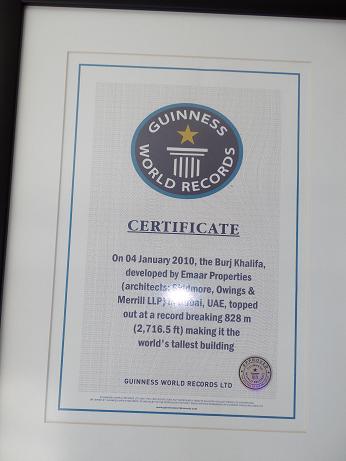 GUINNESS
WORLD RECORDS
CERTIFICATE
On 04 January 2010, the Burj Khalifa,
developed by Emaar Properties
(architects: Skidmore, Owings &
Merrill LLP) in Dubai, UAE, topped
out at a record breaking 828 m
(2,716.5 ft) making it the
world's tallest building
GUINNESS WORLD RECORDS LTD